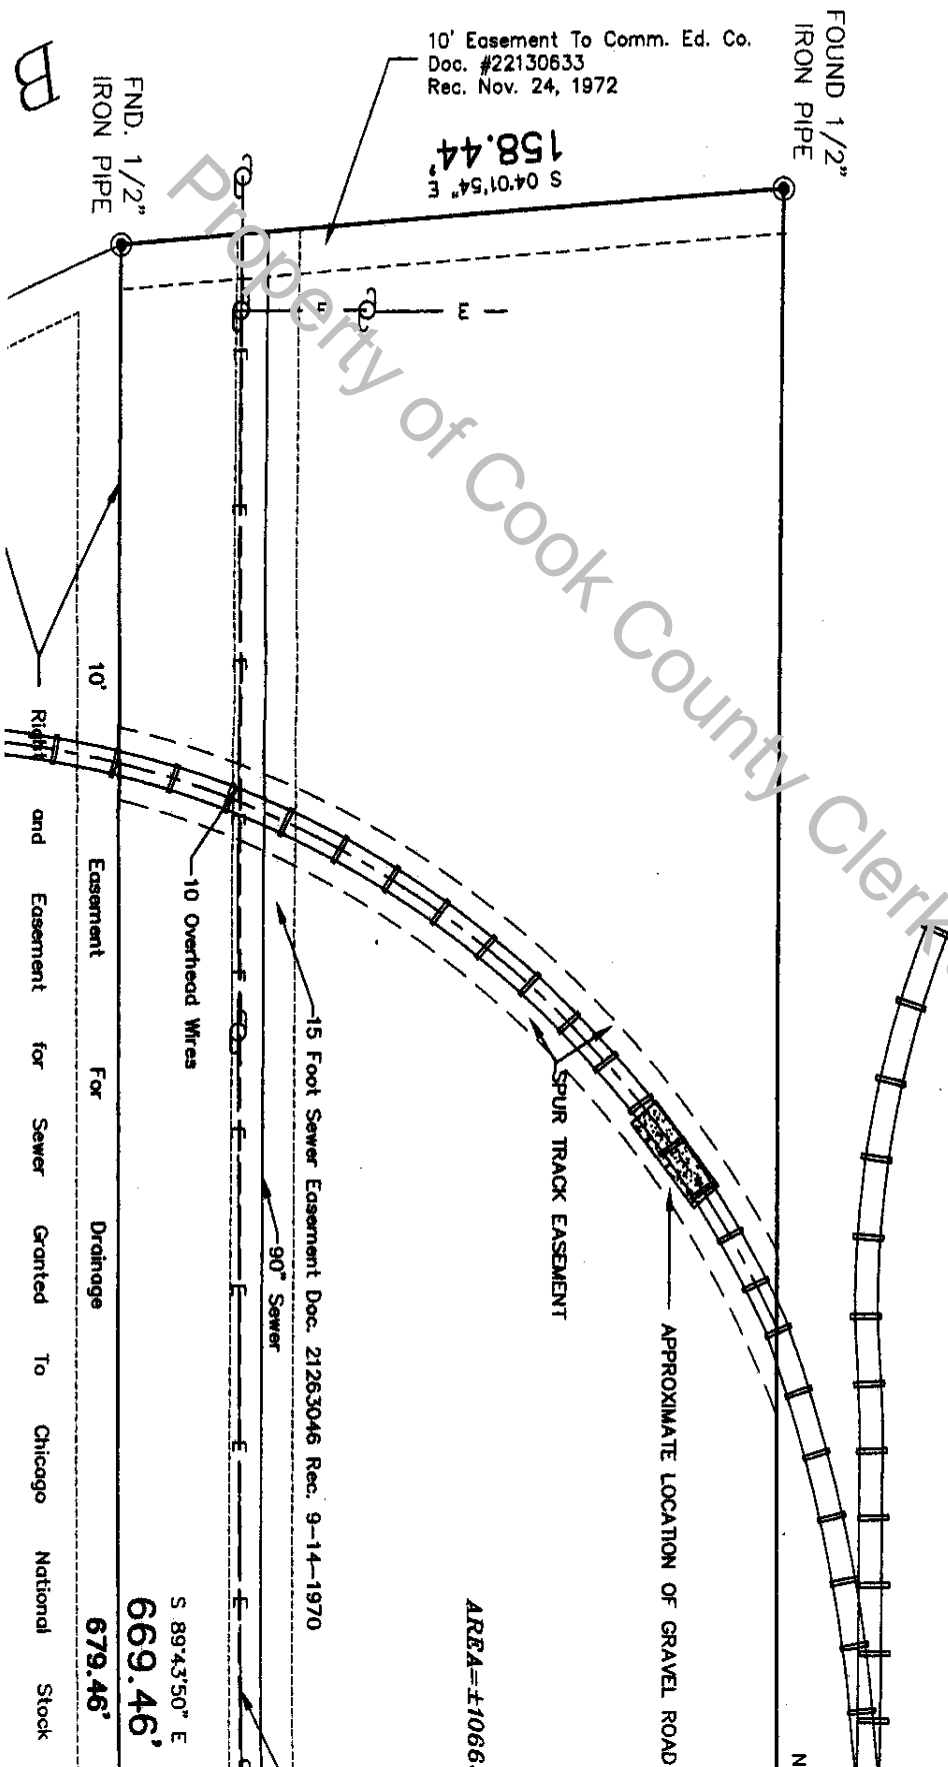 FOUND 1/2"
IRON PIPE
10' Easement To Comm. Ed. Co.
Doc. #22130633
Rec. Nov. 24, 1972
158.44'
S 04°01'54" E
FND. 1/2"
IRON PIPE
B
E
E
Property of Cook County Clerk
SPUR TRACK EASEMENT
APPROXIMATE LOCATION OF GRAVEL ROAD
10 Overhead Wires
15 Foot Sewer Easement Doc. 21263046 Rec. 9-14-1970
90" Sewer
AREA=±1066
S 89°43'50" E
669.46'
679.46'
10' Easement For Drainage
Right and Easement for Sewer Granted To Chicago National Stock
N